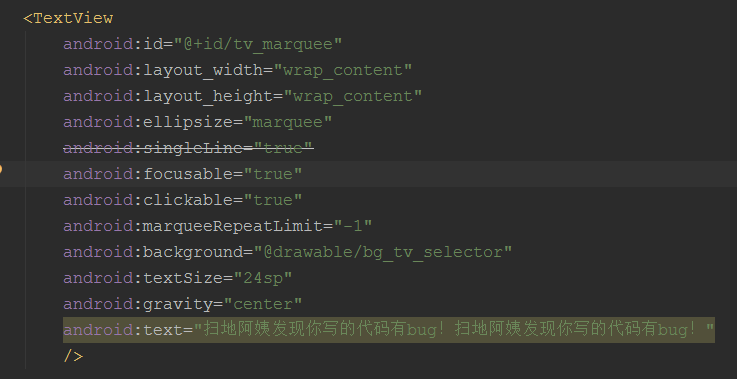 <TextView
android:id="@+id/tv_marquee"
android:layout_width="wrap_content"
android:layout_height="wrap_content"
android:ellipsize="marquee"
android:singleLine="true"
android:focusable="true"
android:clickable="true"
android:marqueeRepeatLimit="-1"
android:background="@drawable/bg_tv_selector"
android:textSize="24sp"
android:gravity="center"
android:text="扫地阿姨发现你写的代码有bug！扫地阿姨发现你写的代码有bug！"
/>